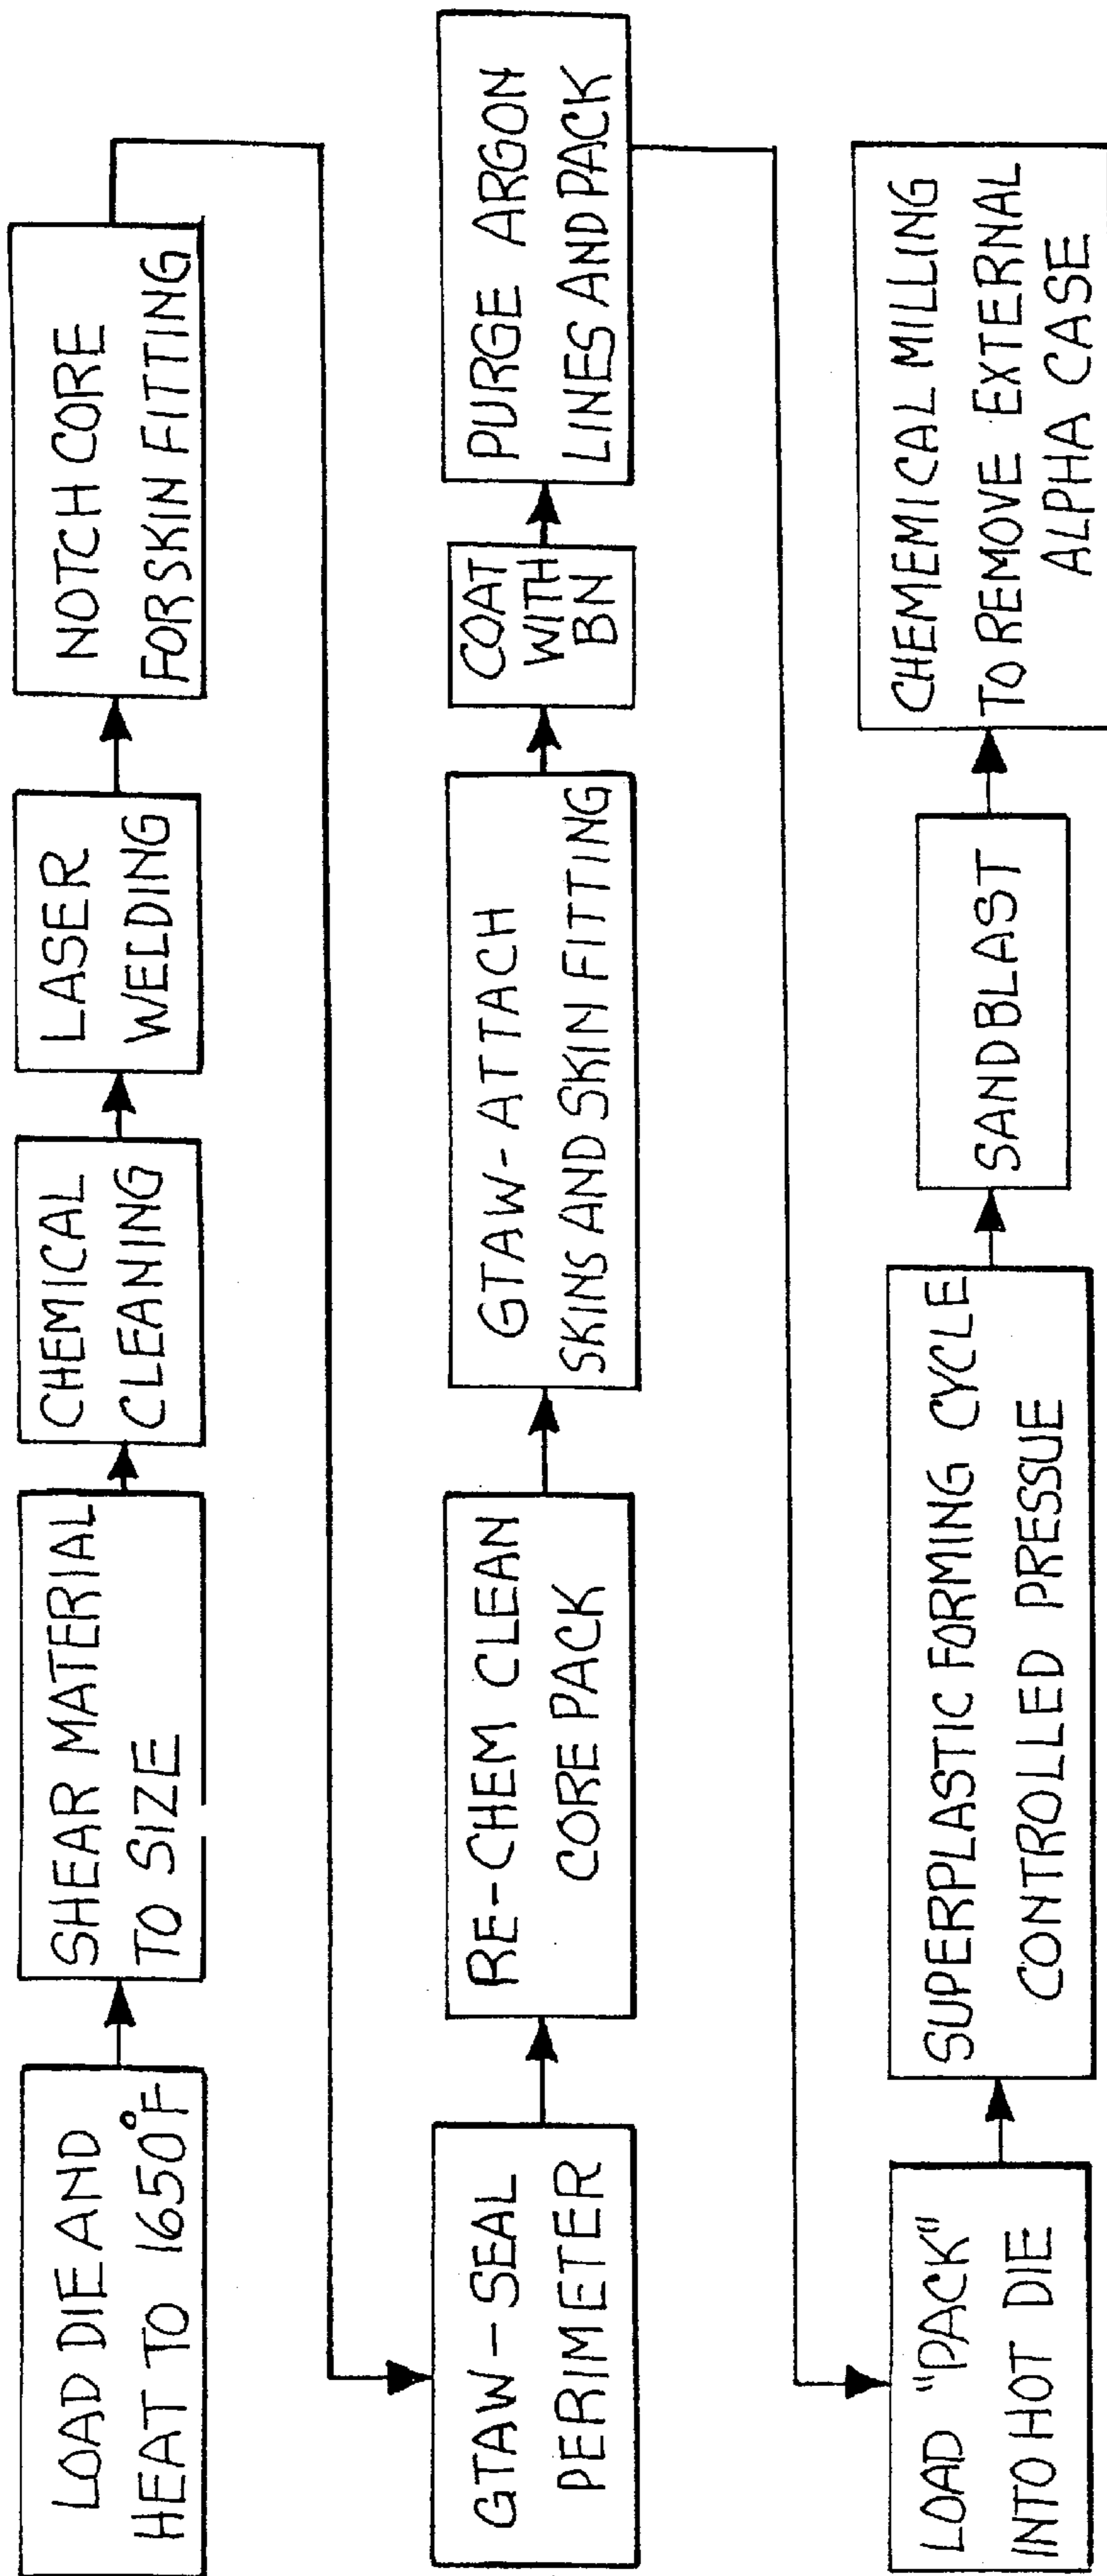 LOAD DIE AND
HEAT TO 1650°F
SHEAR MATERIAL
TO SIZE
CHEMICAL
CLEANING
LASER
WELDING
NOTCH CORE
FOR SKIN FITTING
GTAW-SEAL
PERIMETER
RE-CHEM CLEAN
CORE PACK
GTAW-ATTACH
SKINS AND SKIN FITTING
COAT
WITH
BN
PURGE ARGON
LINES AND PACK
LOAD "PACK"
INTO HOT DIE
SUPERPLASTIC FORMING CYCLE
CONTROLLED PRESSUE
SANDBLAST
CHEMEMICAL MILLING
TO REMOVE EXTERNAL
ALPHA CASE